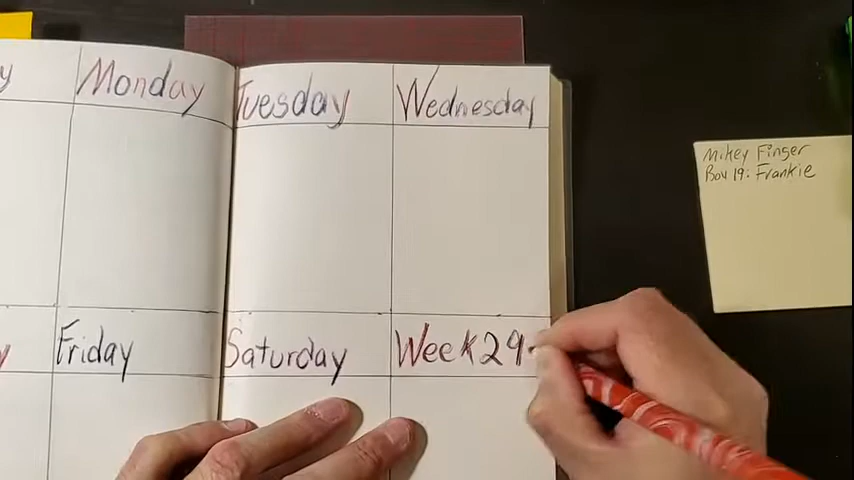 Monday
Tuesday
Wednesday
Friday
Saturday
Week 29
Mikey Finger
Box 19: Frankie